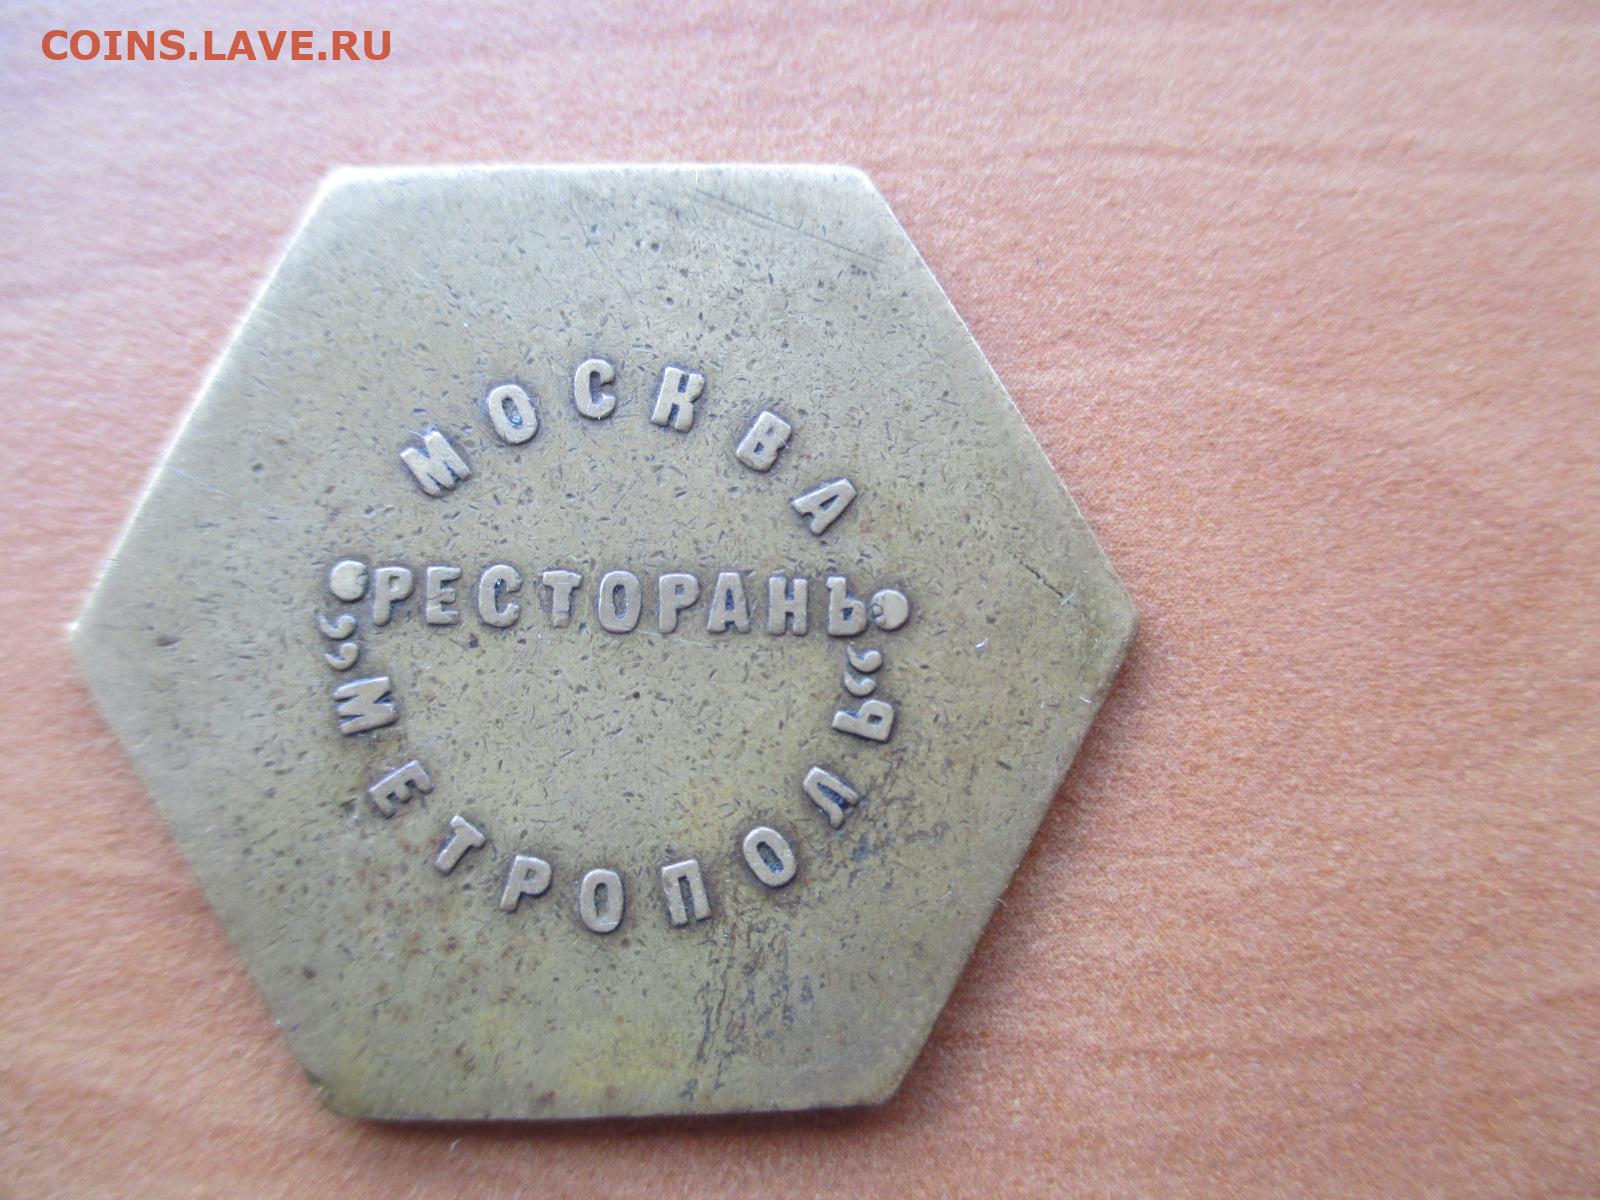 COINS.LAVE.RU
МОСКВА
РЕСТОРАНЪ
„МЕТРОПОЛЬ“